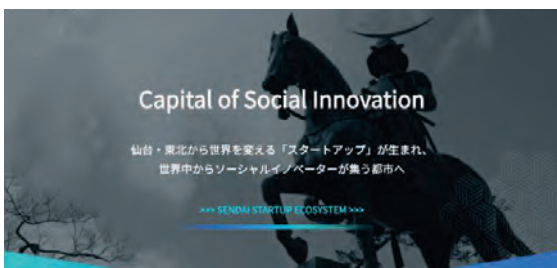 Capital of Social Innovation
仙台・東北から世界を変える「スタートアップ」が生まれ、
世界中からソーシャルイノベーターが集う都市へ
>>> SENDAI STARTUP ECOSYSTEM >>>